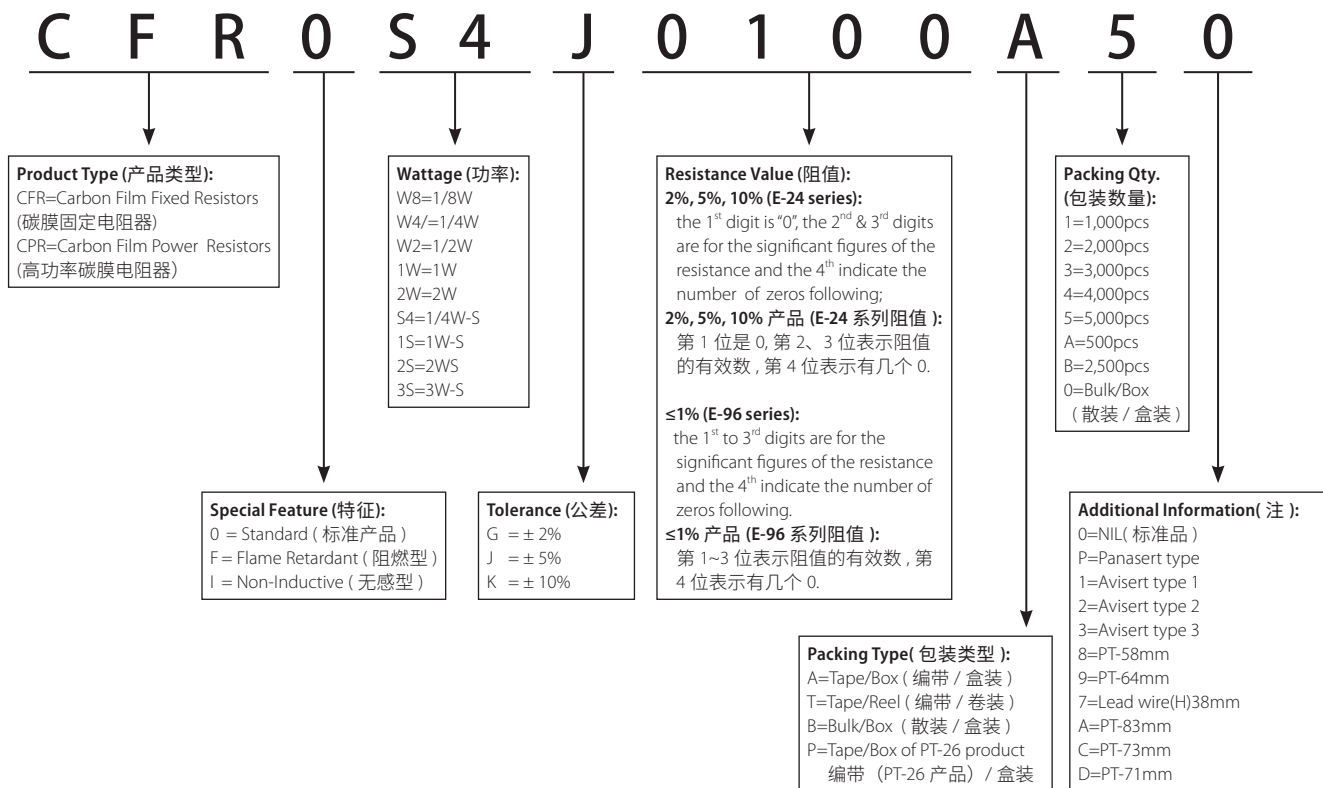 C F R 0 S 4 J 0 1 0 0 A 5 0
Product Type (产品类型):
CFR=Carbon Film Fixed Resistors
(碳膜固定电阻器)
CPR=Carbon Film Power Resistors
(高功率碳膜电阻器）
Wattage (功率):
W8=1/8W
W4/=1/4W
W2=1/2W
1W=1W
2W=2W
S4=1/4W-S
1S=1W-S
2S=2WS
3S=3W-S
Resistance Value (阻值):
2%, 5%, 10% (E-24 series):
the 1st digit is "0", the 2nd & 3rd digits
are for the significant figures of the
resistance and the 4th indicate the
number of zeros following;
2%, 5%, 10% 产品 (E-24 系列阻值 ):
第 1 位是 0, 第 2、3 位表示阻值
的有效数 , 第 4 位表示有几个 0.
≤1% (E-96 series):
the 1st to 3rd digits are for the
significant figures of the resistance
and the 4th indicate the number of
zeros following.
≤1% 产品 (E-96 系列阻值 ):
第 1~3 位表示阻值的有效数 , 第
4 位表示有几个 0.
Packing Qty.
(包装数量):
1=1,000pcs
2=2,000pcs
3=3,000pcs
4=4,000pcs
5=5,000pcs
A=500pcs
B=2,500pcs
0=Bulk/Box
( 散装 / 盒装 )
Special Feature (特征):
0 = Standard ( 标准产品 )
F = Flame Retardant ( 阻燃型 )
I = Non-Inductive ( 无感型 )
Tolerance (公差):
G = ± 2%
J = ± 5%
K = ± 10%
Packing Type( 包装类型 ):
A=Tape/Box ( 编带 / 盒装 )
T=Tape/Reel ( 编带 / 卷装 )
B=Bulk/Box ( 散装 / 盒装 )
P=Tape/Box of PT-26 product
编带（PT-26 产品）/ 盒装
Additional Information( 注 ):
0=NIL( 标准品 )
P=Panasert type
1=Avisert type 1
2=Avisert type 2
3=Avisert type 3
8=PT-58mm
9=PT-64mm
7=Lead wire(H)38mm
A=PT-83mm
C=PT-73mm
D=PT-71mm